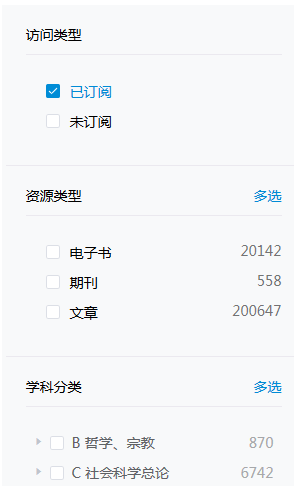 访问类型
已订阅
未订阅
资源类型 多选
电子书 20142
期刊 558
文章 200647
学科分类 多选
B 哲学、宗教 870
C 社会科学总论 6742